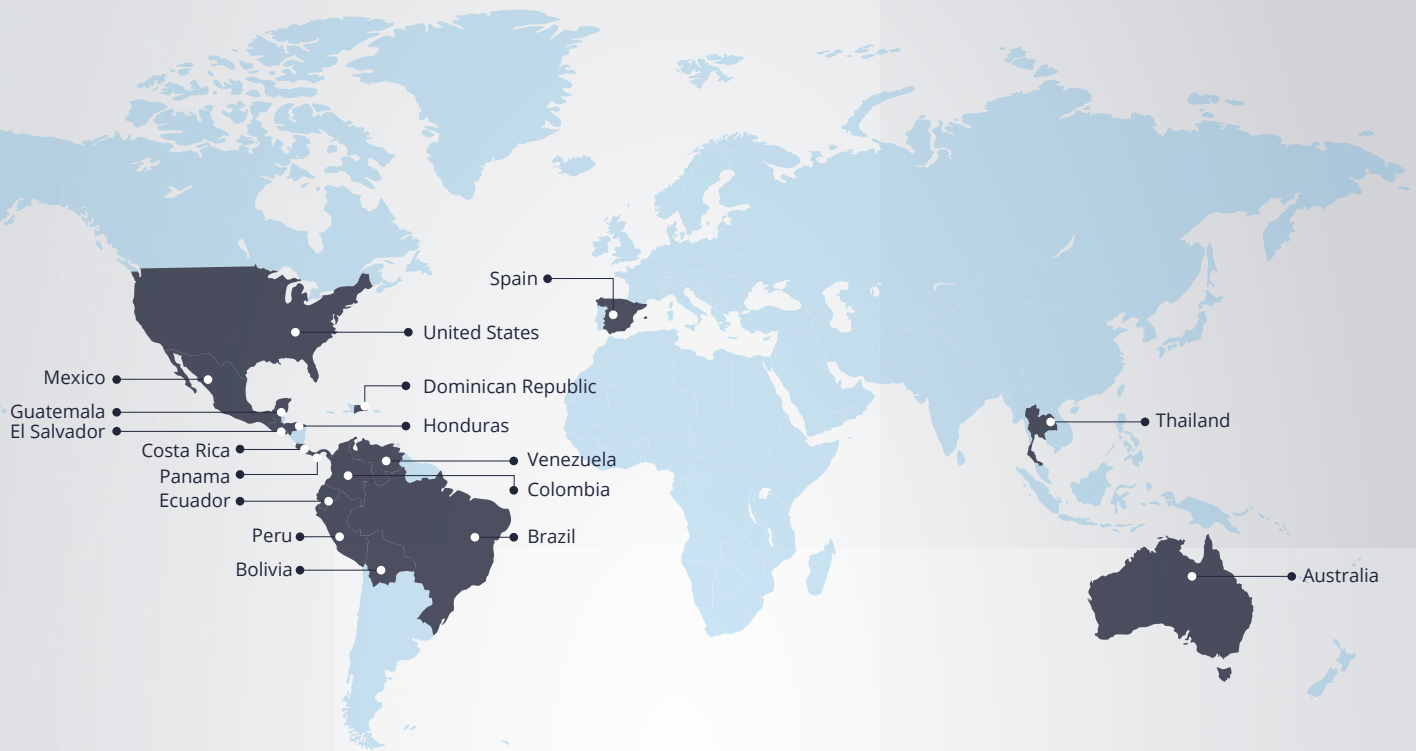 Spain
United States
Mexico
Dominican Republic
Guatemala
El Salvador
Honduras
Thailand
Costa Rica
Venezuela
Panama
Colombia
Ecuador
Peru
Brazil
Bolivia
Australia